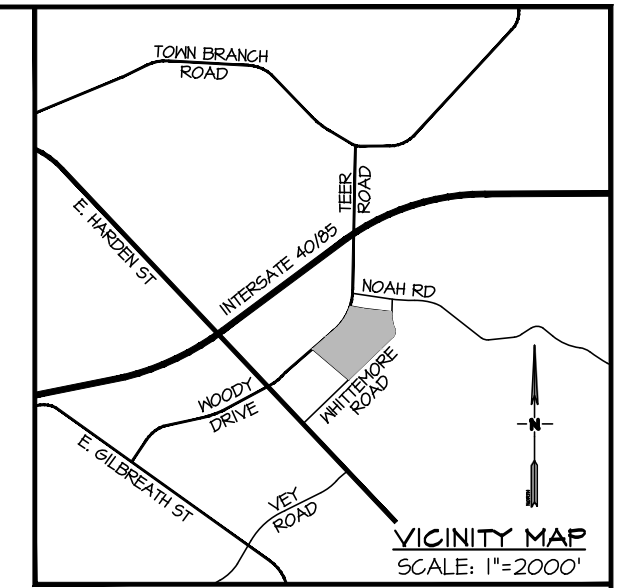 TOWN BRANCH
ROAD
TEER
ROAD
E. HARDEN ST
INTERSATE 40/85
NOAH RD
WOODY
DRIVE
WHITTEMORE
ROAD
E. GILBREATH ST
VEY
ROAD
N
VICINITY MAP
SCALE: 1"=2000'